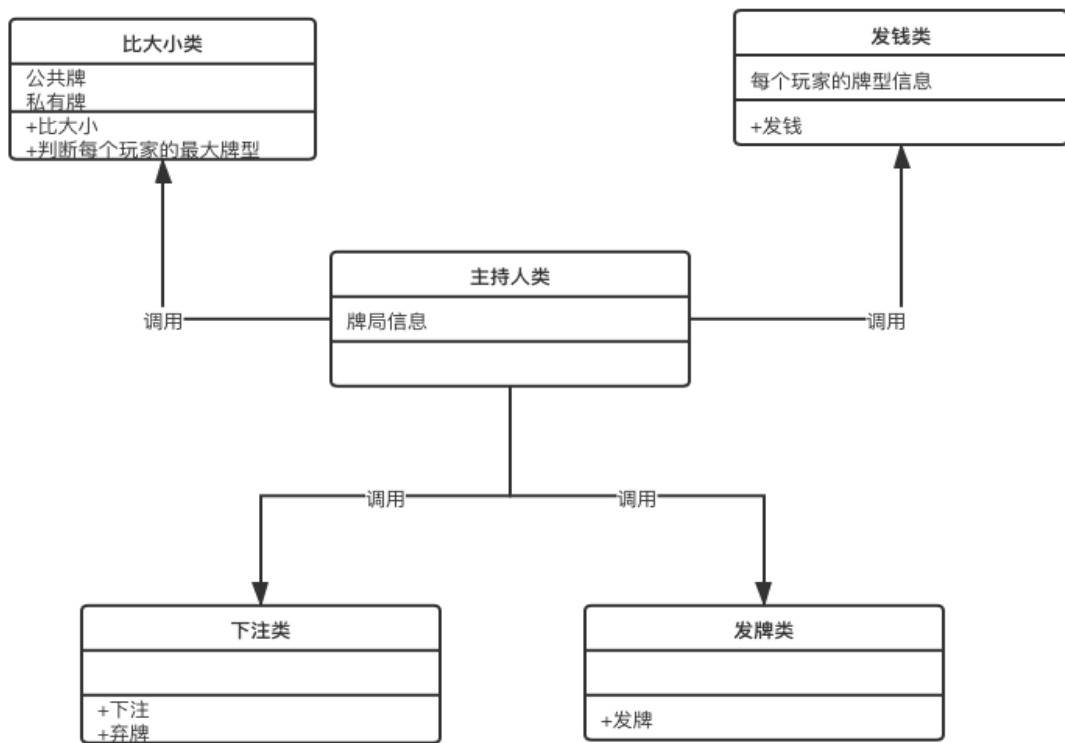 比大小类
公共牌
私有牌
+比大小
+判断每个玩家的最大牌型
发钱类
每个玩家的牌型信息
+发钱
主持人类
牌局信息
调用
调用
调用
调用
下注类
+下注
+弃牌
发牌类
+发牌